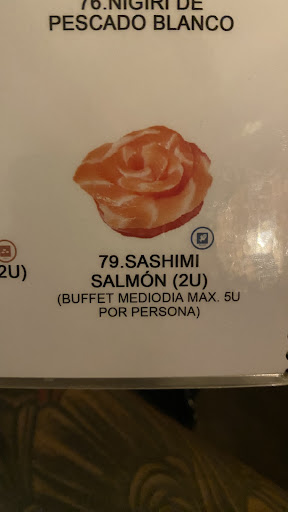 76.NIGIRI DE
PESCADO BLANCO
2U)
79.SASHIMI
SALMÓN (2U)
(BUFFET MEDIODIA MAX. 5U
POR PERSONA)